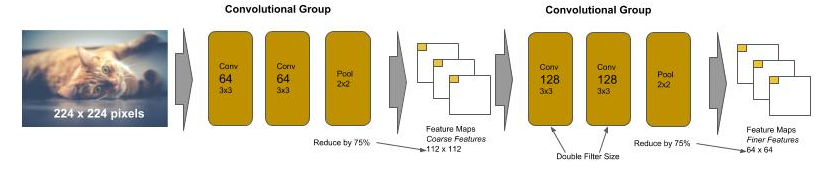 Convolutional Group
Convolutional Group
224 x 224 pixels
Conv
64
3x3
Conv
64
3x3
Pool
2x2
Reduce by 75%
Feature Maps
Coarse Features
112 x 112
Conv
128
3x3
Conv
128
3x3
Pool
2x2
Double Filter Size
Reduce by 75%
Feature Maps
Finer Features
64 x 64